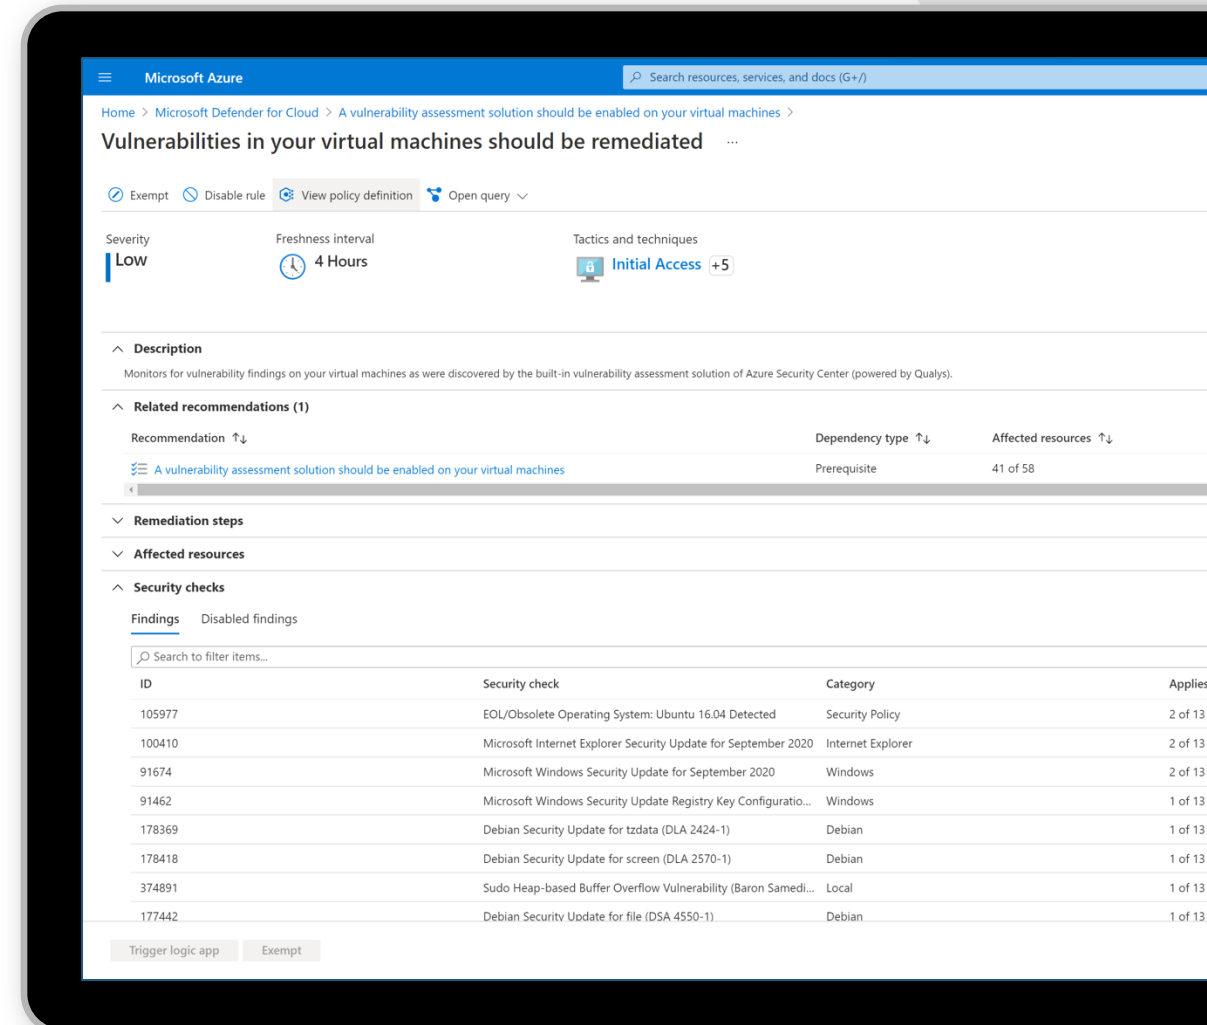 Microsoft Azure
Search resources, services, and docs (G+/)
Home > Microsoft Defender for Cloud > A vulnerability assessment solution should be enabled on your virtual machines >
Vulnerabilities in your virtual machines should be remediated ...
Exempt Disable rule View policy definition Open query
Severity Freshness interval Tactics and techniques
Low 4 Hours Initial Access +5
Description
Monitors for vulnerability findings on your virtual machines as were discovered by the built-in vulnerability assessment solution of Azure Security Center (powered by Qualys).
Related recommendations (1)
Recommendation ↑↓ Dependency type ↑↓ Affected resources ↑↓
A vulnerability assessment solution should be enabled on your virtual machines Prerequisite 41 of 58
Remediation steps
Affected resources
Security checks
Findings Disabled findings
Search to filter items...
ID Security check Category Applies
105977 EOL/Obsolete Operating System: Ubuntu 16.04 Detected Security Policy 2 of 13
100410 Microsoft Internet Explorer Security Update for September 2020 Internet Explorer 2 of 13
91674 Microsoft Windows Security Update for September 2020 Windows 2 of 13
91462 Microsoft Windows Security Update Registry Key Configuratio... Windows 1 of 13
178369 Debian Security Update for tzdata (DLA 2424-1) Debian 1 of 13
178418 Debian Security Update for screen (DLA 2570-1) Debian 1 of 13
374891 Sudo Heap-based Buffer Overflow Vulnerability (Baron Samedi... Local 1 of 13
177442 Debian Security Update for file (DSA 4550-1) Debian 1 of 13
Trigger logic app Exempt